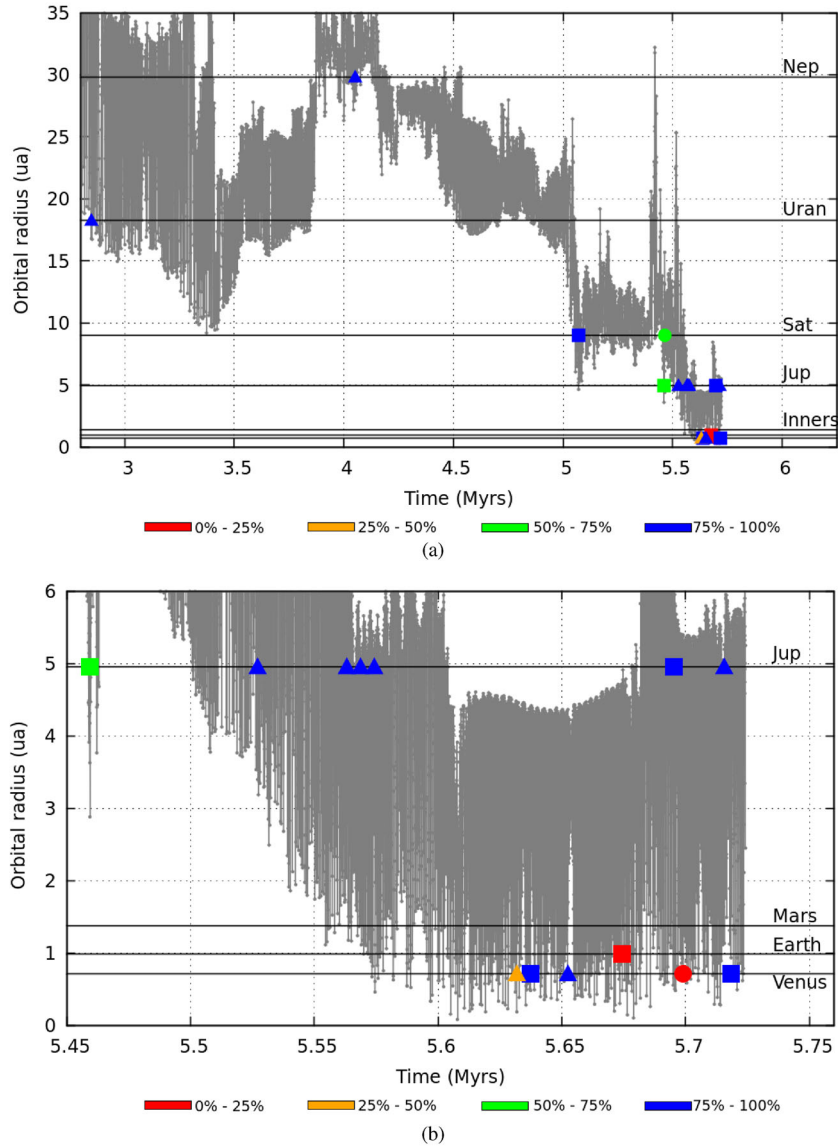 35
30
25
20
15
10
5
0
Orbital radius (ua)
Nep
Uran
Sat
Jup
Inners
3 3.5 4 4.5 5 5.5 6
Time (Myrs)
0% - 25% 25% - 50% 50% - 75% 75% - 100%
(a)
6
5
4
3
2
1
0
Orbital radius (ua)
Jup
Mars
Earth
Venus
5.45 5.5 5.55 5.6 5.65 5.7 5.75
Time (Myrs)
0% - 25% 25% - 50% 50% - 75% 75% - 100%
(b)